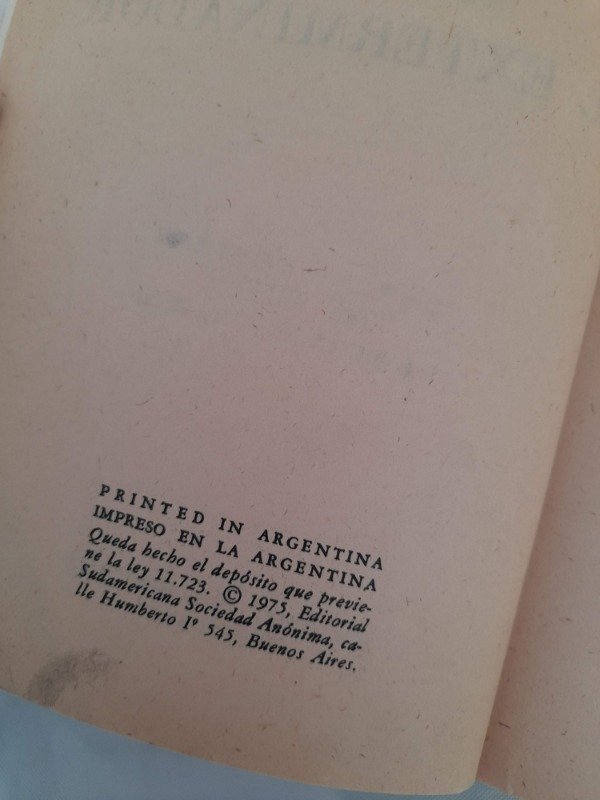 PRINTED IN ARGENTINA
IMPRESO EN LA ARGENTINA
Queda hecho el depósito que previe-
ne la ley 11.723. © 1975, Editorial
Sudamericana Sociedad Anónima, ca-
lle Humberto Iº 545, Buenos Aires.